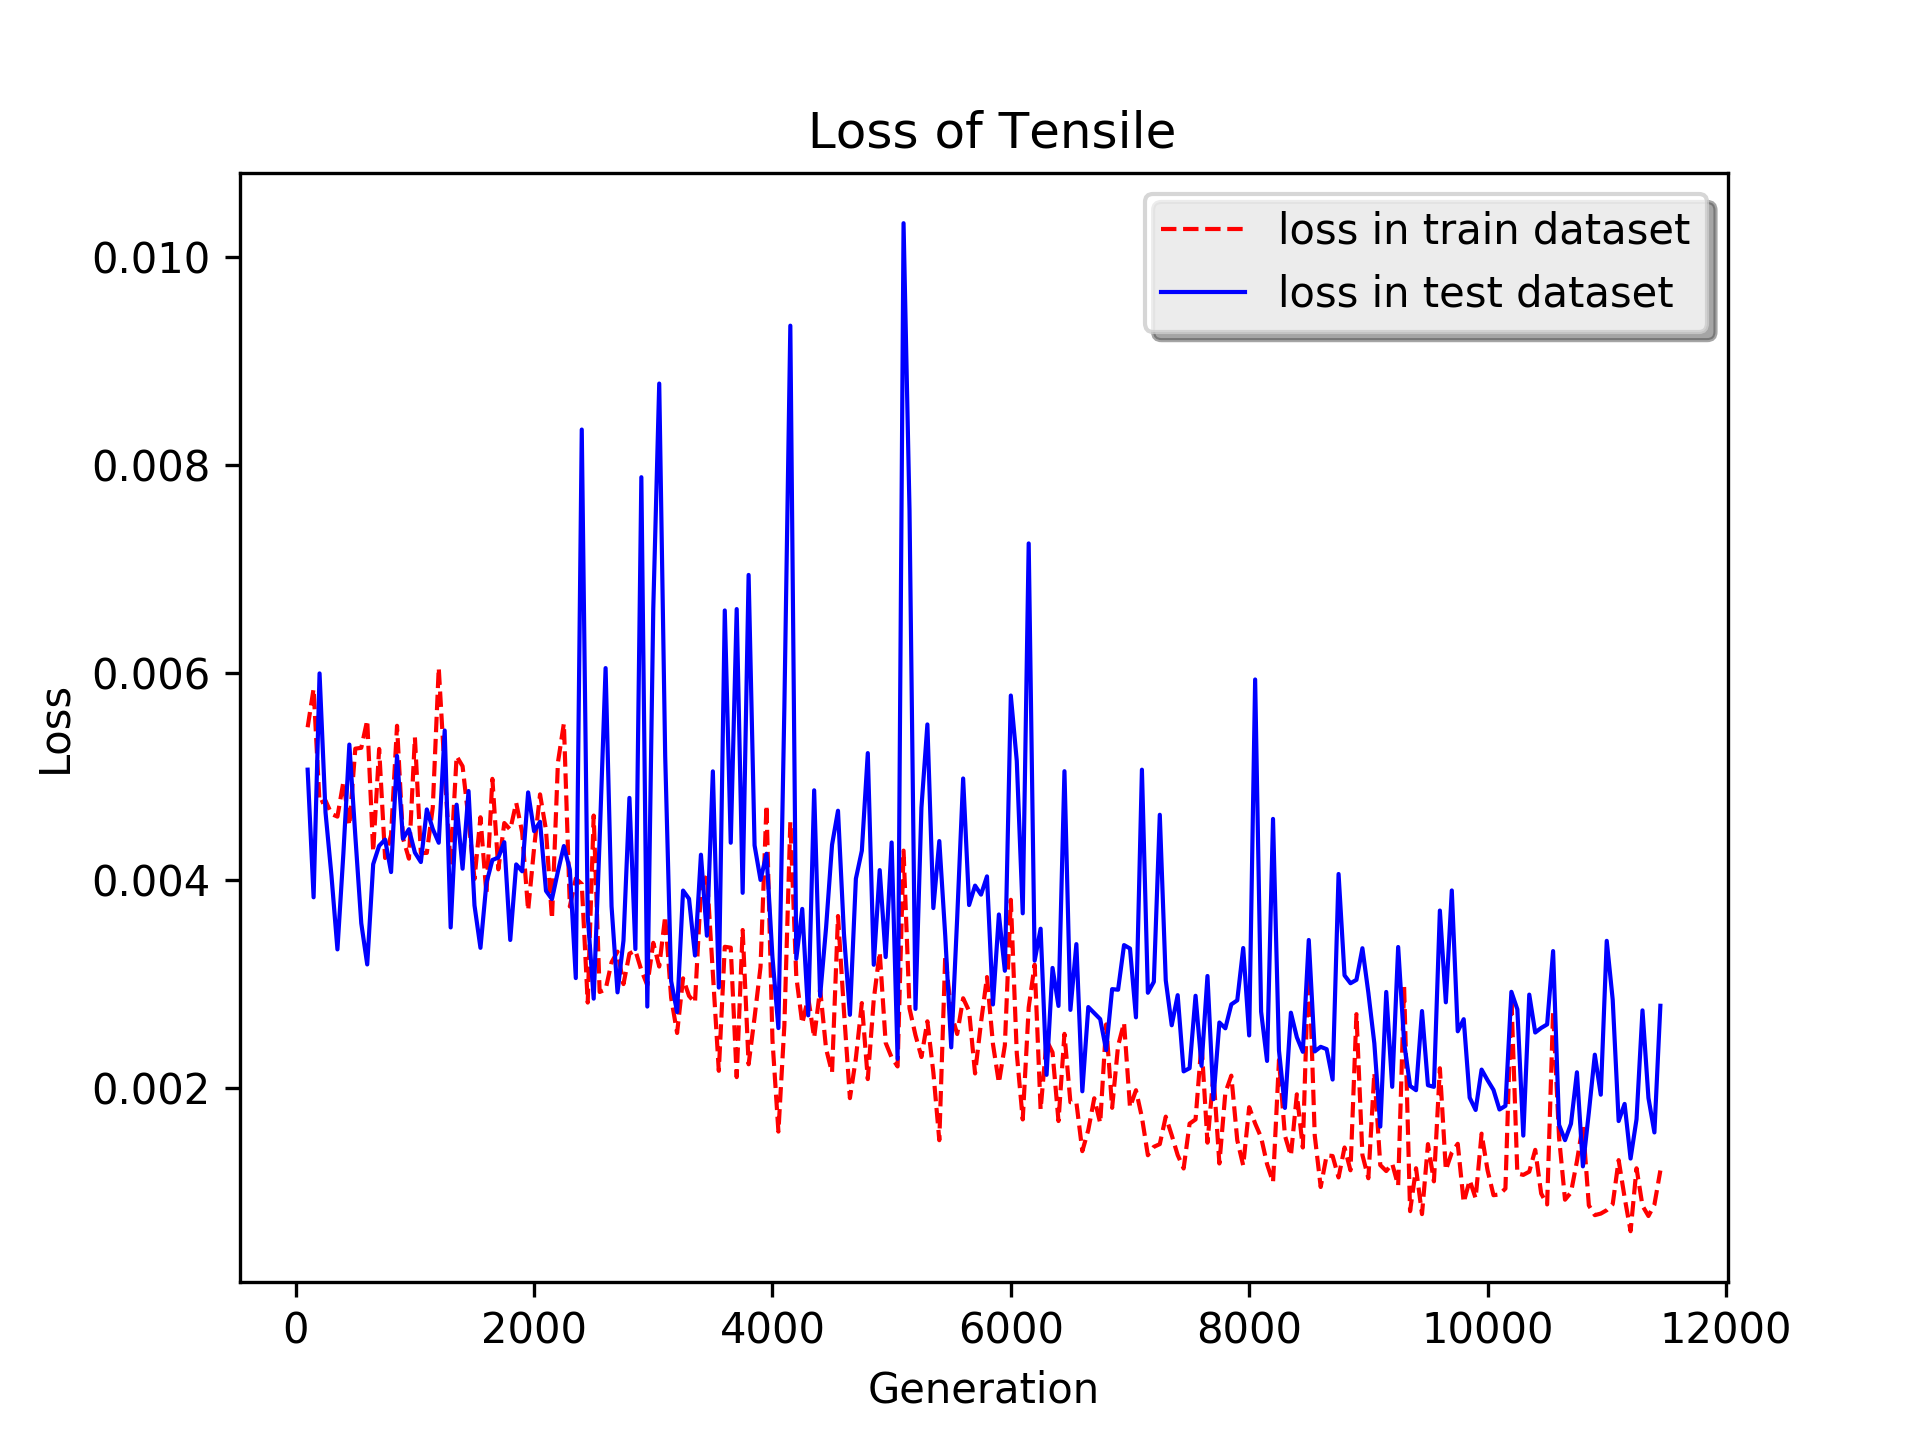 Loss of Tensile
loss in train dataset
loss in test dataset
0.010
0.008
0.006
0.004
0.002
Loss
0 2000 4000 6000 8000 10000 12000
Generation